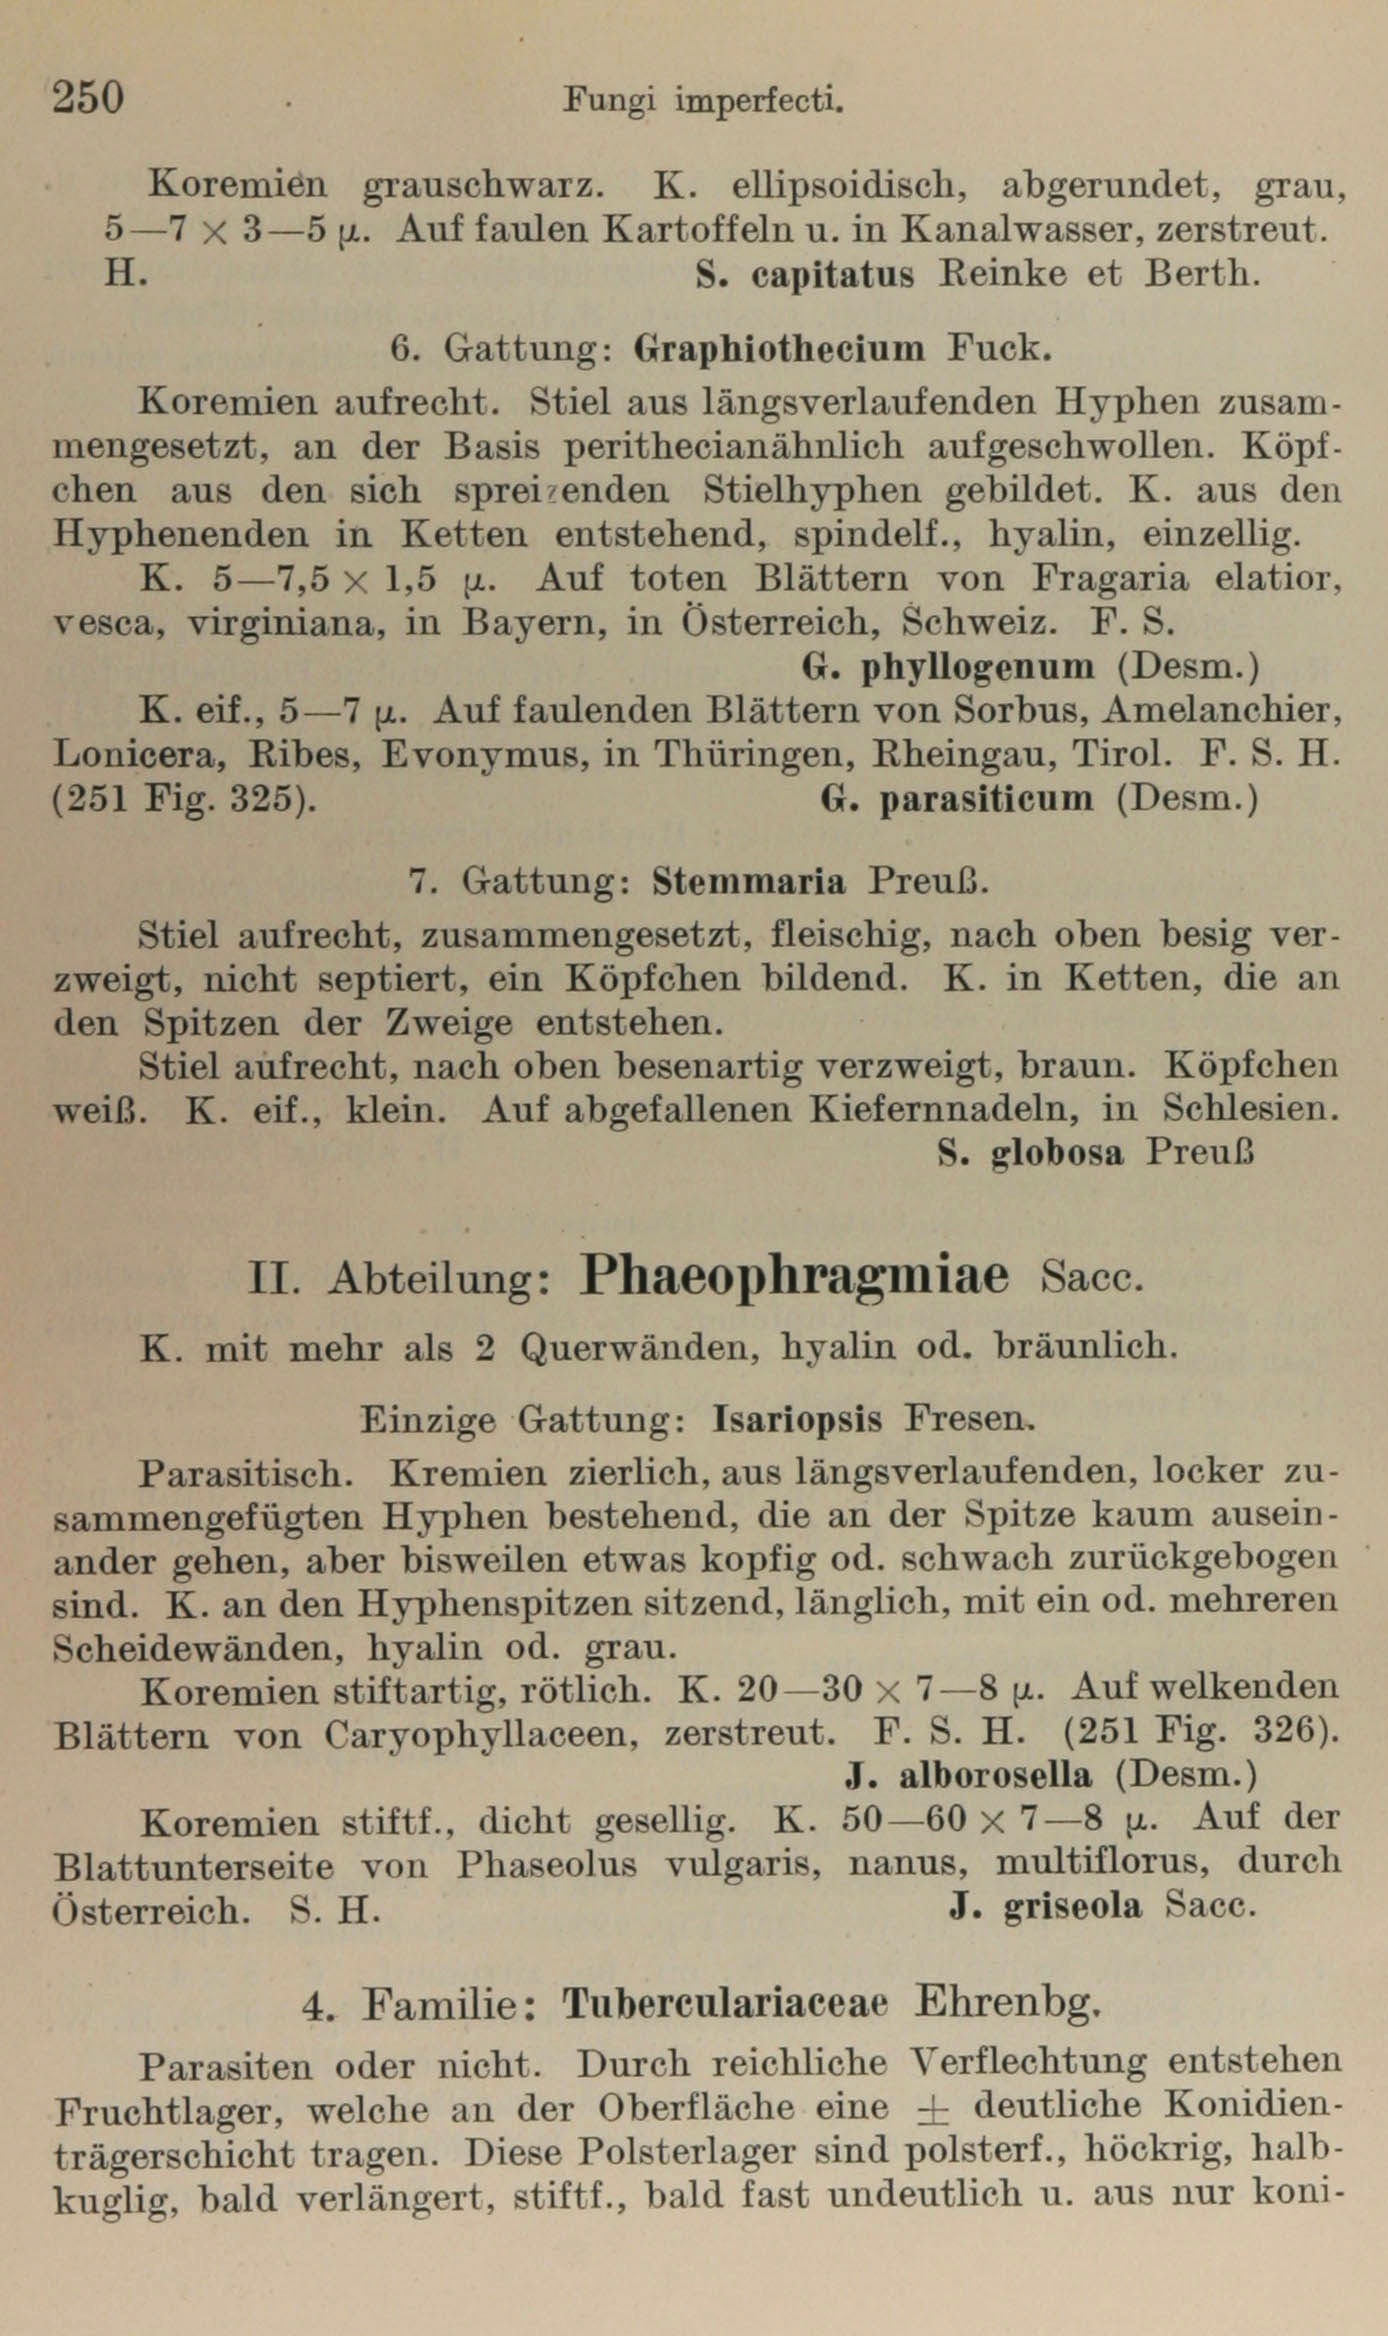 250 Fungi imperfecti.
Koremien grauschwarz. K. ellipsoidisch, abgerundet, grau,
5—7 × 3—5 μ. Auf faulen Kartoffeln u. in Kanalwasser, zerstreut.
H. S. capitatus Reinke et Berth.
6. Gattung: Graphiothecium Fuck.
Koremien aufrecht. Stiel aus längsverlaufenden Hyphen zusam-
mengesetzt, an der Basis perithecianähnlich aufgeschwollen. Köpf-
chen aus den sich spreizenden Stielhyphen gebildet. K. aus den
Hyphenenden in Ketten entstehend, spindelf., hyalin, einzellig.
K. 5—7,5 × 1,5 μ. Auf toten Blättern von Fragaria elatior,
vesca, virginiana, in Bayern, in Österreich, Schweiz. F. S.
G. phyllogenum (Desm.)
K. eif., 5—7 μ. Auf faulenden Blättern von Sorbus, Amelanchier,
Lonicera, Ribes, Evonymus, in Thüringen, Rheingau, Tirol. F. S. H.
(251 Fig. 325). G. parasiticum (Desm.)
7. Gattung: Stemmaria Preuß.
Stiel aufrecht, zusammengesetzt, fleischig, nach oben besig ver-
zweigt, nicht septiert, ein Köpfchen bildend. K. in Ketten, die an
den Spitzen der Zweige entstehen.
Stiel aufrecht, nach oben besenartig verzweigt, braun. Köpfchen
weiß. K. eif., klein. Auf abgefallenen Kiefernnadeln, in Schlesien.
S. globosa Preuß
II. Abteilung: Phaeophragmiae Sacc.
K. mit mehr als 2 Querwänden, hyalin od. bräunlich.
Einzige Gattung: Isariopsis Fresen.
Parasitisch. Kremien zierlich, aus längsverlaufenden, locker zu-
sammengefügten Hyphen bestehend, die an der Spitze kaum ausein-
ander gehen, aber bisweilen etwas kopfig od. schwach zurückgebogen
sind. K. an den Hyphenspitzen sitzend, länglich, mit ein od. mehreren
Scheidewänden, hyalin od. grau.
Koremien stiftartig, rötlich. K. 20—30 × 7—8 μ. Auf welkenden
Blättern von Caryophyllaceen, zerstreut. F. S. H. (251 Fig. 326).
J. alborosella (Desm.)
Koremien stiftf., dicht gesellig. K. 50—60 × 7—8 μ. Auf der
Blattunterseite von Phaseolus vulgaris, nanus, multiflorus, durch
Österreich. S. H. J. griseola Sacc.
4. Familie: Tuberculariaceae Ehrenbg.
Parasiten oder nicht. Durch reichliche Verflechtung entstehen
Fruchtlager, welche an der Oberfläche eine ± deutliche Konidien-
trägerschicht tragen. Diese Polsterlager sind polsterf., höckrig, halb-
kuglig, bald verlängert, stiftf., bald fast undeutlich u. aus nur koni-